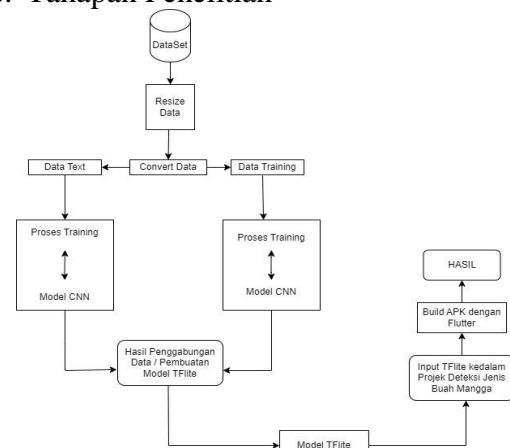 Tahapan Penelitian
DataSet
Resize
Data
Data Text
Convert Data
Data Training
Proses Training
Model CNN
Proses Training
Model CNN
Hasil Penggabungan
Data / Pembuatan
Model TFlite
Model TFlite
Input TFlite kedalam
Projek Deteksi Jenis
Buah Mangga
Build APK dengan
Flutter
HASIL